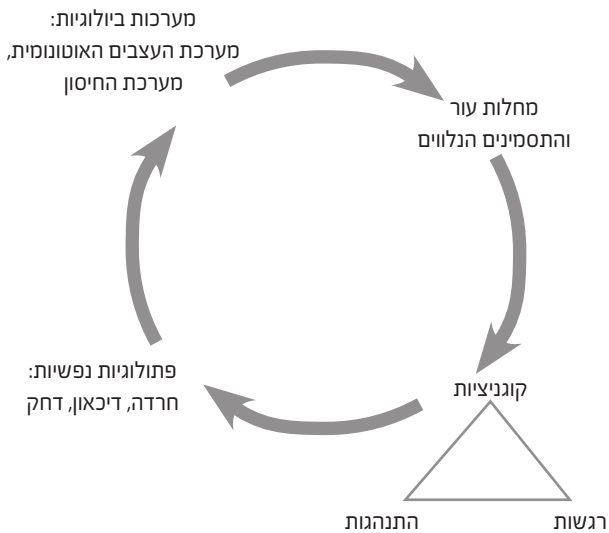 מערכות ביולוגיות:
מערכת העצבים האוטונומית,
מערכת החיסון
מחלות עור
והתסמינים הנלווים
קוגניציות
רגשות
התנהגות
פתולוגיות נפשיות:
חרדה, דיכאון, דחק